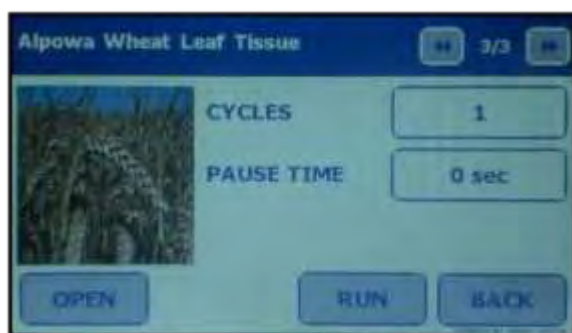 Alpowa Wheat Leaf Tissue 3/3
CYCLES 1
PAUSE TIME 0 sec
OPEN RUN BACK